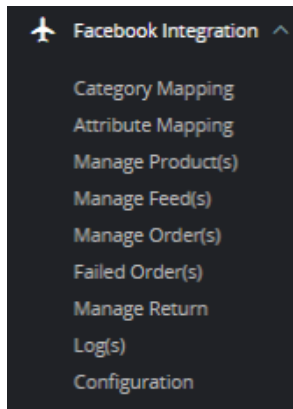 Facebook Integration
Category Mapping
Attribute Mapping
Manage Product(s)
Manage Feed(s)
Manage Order(s)
Failed Order(s)
Manage Return
Log(s)
Configuration